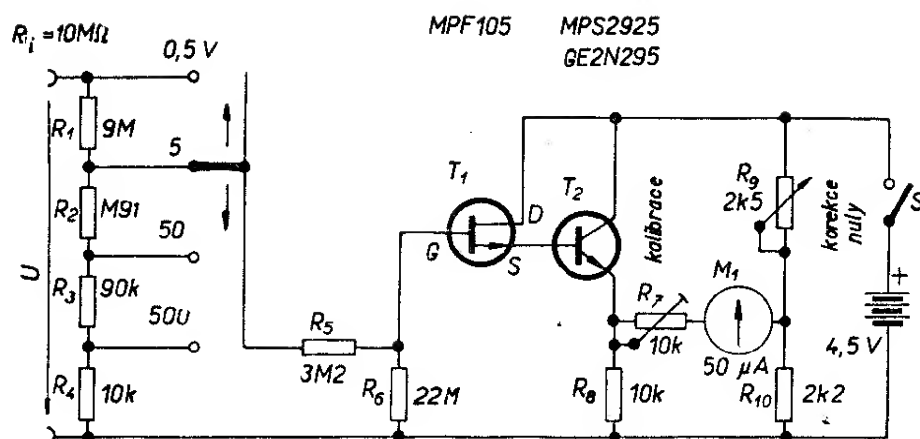 MPF105 MPS2925
GE2N295
Ri =10MΩ
0,5 V
R1 9M
5
R2 M91
50
R3 90k
500
R4 10k
U
R5
3M2
R6 22M
T1
G
D
S
T2
kalibrace
R7
10k
R8 10k
M1
50 μA
R9
2k5
korekce
nuly
R10 2k2
S
+
4,5 V